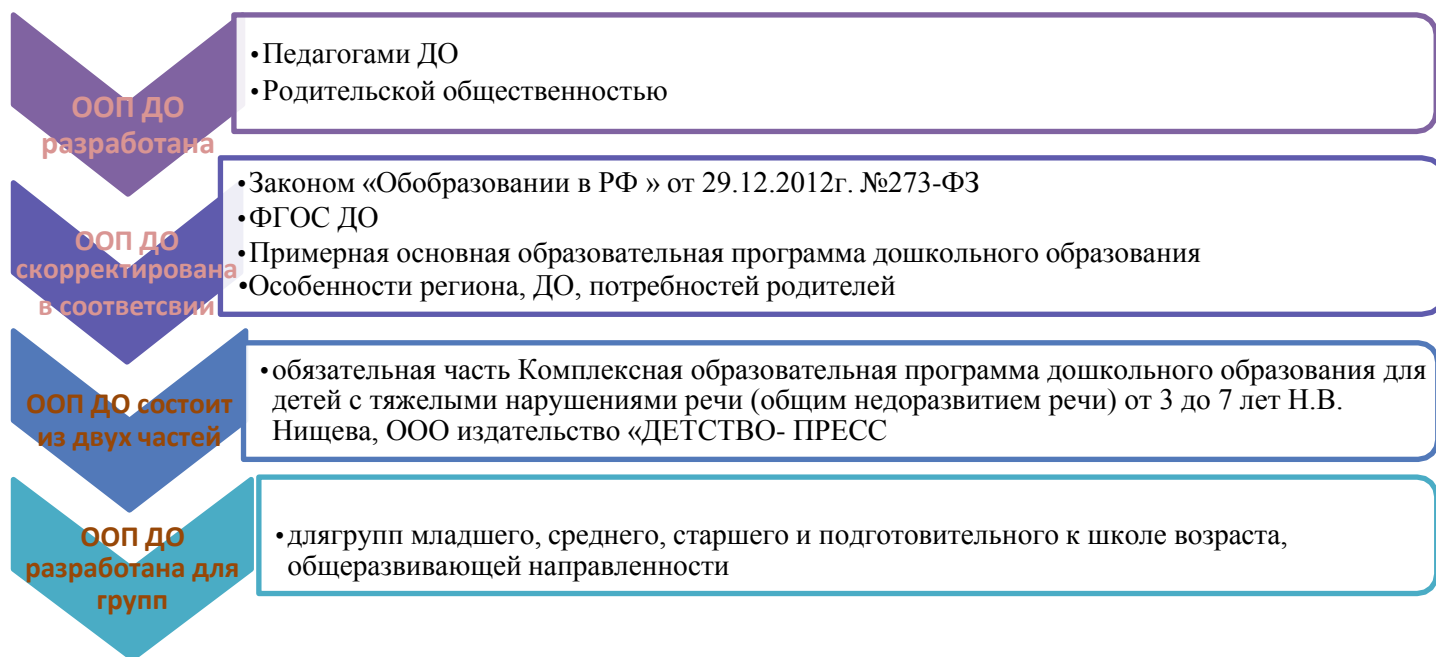 ООП ДО
разработана
•Педагогами ДО
•Родительской общественностью
ООП ДО
скорректирована
в соответсвии
•Законом «Обобразовании в РФ » от 29.12.2012г. №273-ФЗ
•ФГОС ДО
•Примерная основная образовательная программа дошкольного образования
•Особенности региона, ДО, потребностей родителей
ООП ДО состоит
из двух частей
•обязательная часть Комплексная образовательная программа дошкольного образования для
детей с тяжелыми нарушениями речи (общим недоразвитием речи) от 3 до 7 лет Н.В.
Нищева, ООО издательство «ДЕТСТВО- ПРЕСС
ООП ДО
разработана для
групп
•длягрупп младшего, среднего, старшего и подготовительного к школе возраста,
общеразвивающей направленности